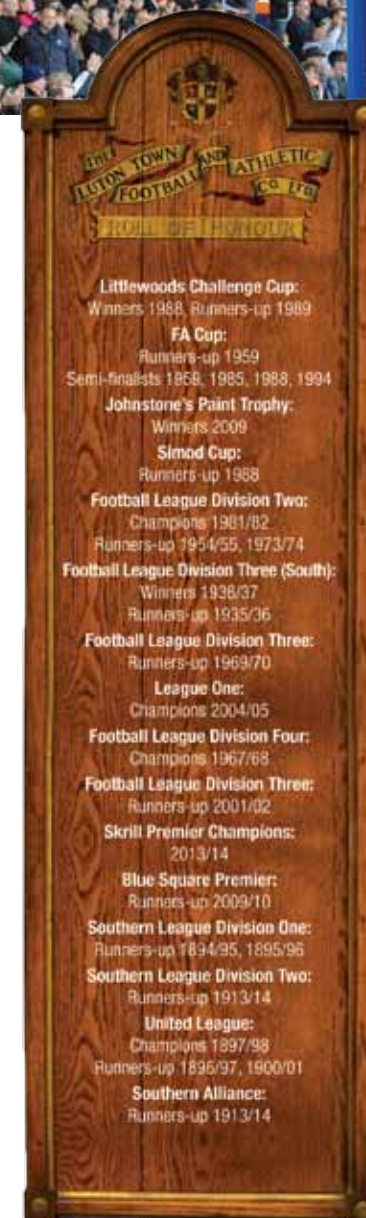 THE
LUTON TOWN AND ATHLETIC
FOOTBALL CO. LTD.
ROLL OF HONOUR
Littlewoods Challenge Cup:
Winners 1988, Runners-up 1989
FA Cup:
Runners-up 1959
Semi-finalists 1959, 1985, 1988, 1994
Johnstone's Paint Trophy:
Winners 2009
Simod Cup:
Runners-up 1988
Football League Division Two:
Champions 1981/82
Runners-up 1954/55, 1973/74
Football League Division Three (South):
Winners 1936/37
Runners-up 1935/36
Football League Division Three:
Runners-up 1969/70
League One:
Champions 2004/05
Football League Division Four:
Champions 1967/68
Football League Division Three:
Runners-up 2001/02
Skrill Premier Champions:
2013/14
Blue Square Premier:
Runners-up 2009/10
Southern League Division One:
Runners-up 1894/95, 1895/96
Southern League Division Two:
Runners-up 1913/14
United League:
Champions 1897/98
Runners-up 1896/97, 1900/01
Southern Alliance:
Runners-up 1913/14